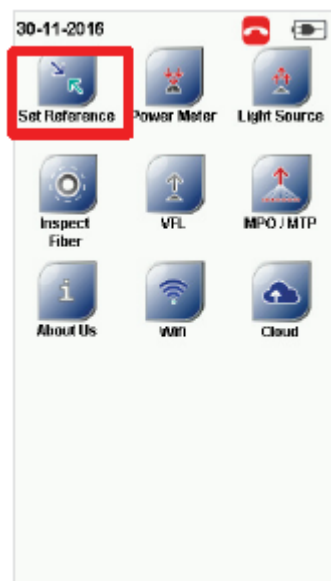 30-11-2016
Set Reference Power Meter Light Source
Inspect Fiber VFL MPO / MTP
About Us Wifi Cloud